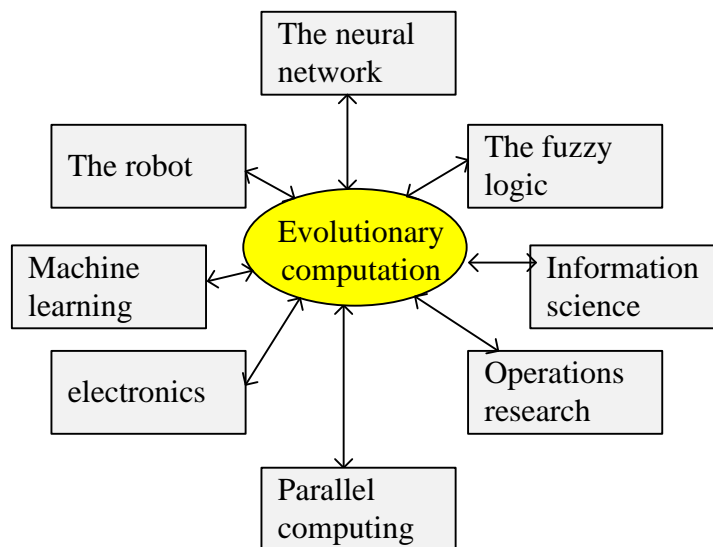 The neural
network
The robot
The fuzzy
logic
Evolutionary
computation
Machine
learning
Information
science
electronics
Operations
research
Parallel
computing